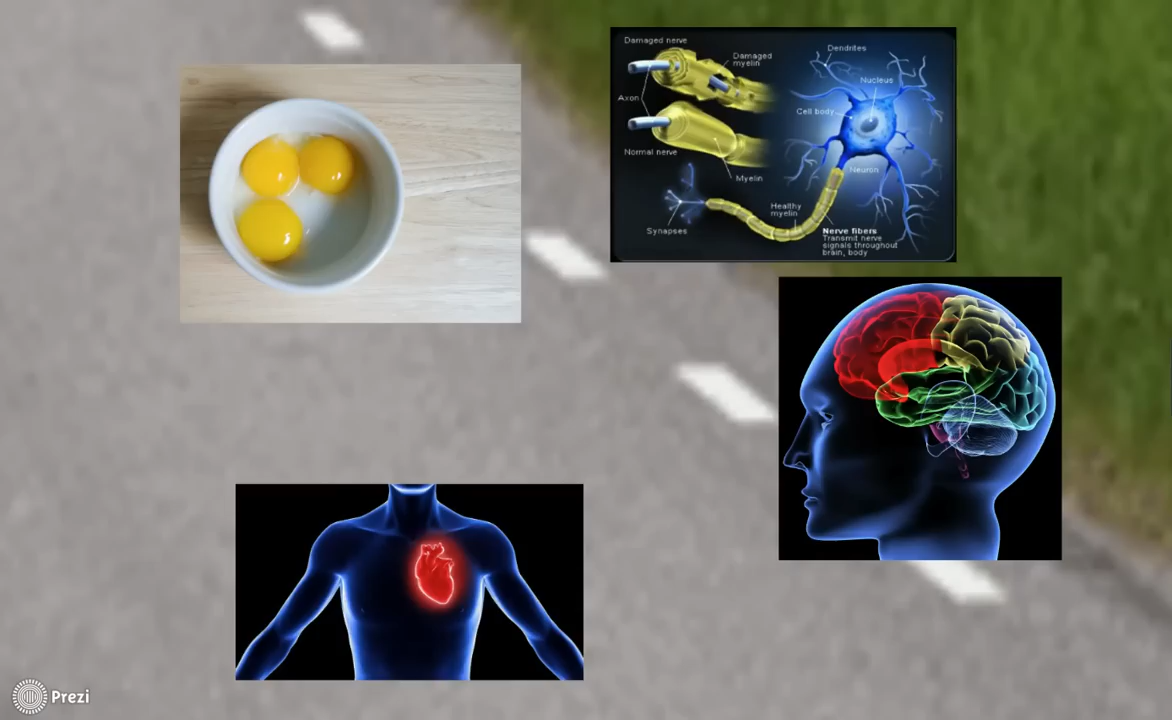 Damaged nerve
Damaged
myelin
Axon
Normal nerve
Myelin
Synapses
Healthy
myelin
Dendrites
Nucleus
Cell body
Neuron
Nerve fibers
Transmit nerve
signals throughout
brain, body
Prezi